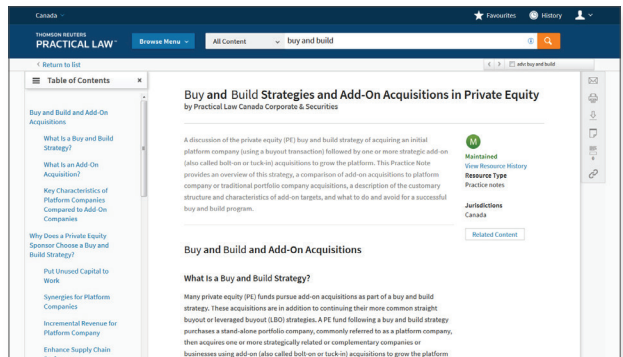 Canada
Favourites
History
THOMSON REUTERS
PRACTICAL LAW™
Browse Menu
All Content
buy and build
Return to list
adv: buy and build
Table of Contents
Buy and Build and Add-On
Acquisitions
What Is a Buy and Build
Strategy?
What Is an Add-On
Acquisition?
Key Characteristics of
Platform Companies
Compared to Add-On
Companies
Why Does a Private Equity
Sponsor Choose a Buy and
Build Strategy?
Put Unused Capital to
Work
Synergies for Platform
Companies
Incremental Revenue for
Platform Company
Enhance Supply Chain
Buy and Build Strategies and Add-On Acquisitions in Private Equity
by Practical Law Canada Corporate & Securities
A discussion of the private equity (PE) buy and build strategy of acquiring an initial
platform company (using a buyout transaction) followed by one or more strategic add-on
(also called bolt-on or tuck-in) acquisitions to grow the platform. This Practice Note
provides an overview of this strategy, a comparison of add-on acquisitions to platform
company or traditional portfolio company acquisitions, a description of the customary
structure and characteristics of add-on targets, and what to do and avoid for a successful
buy and build program.
M
Maintained
View Resource History
Resource Type
Practice notes
Jurisdictions
Canada
Related Content
Buy and Build and Add-On Acquisitions
What Is a Buy and Build Strategy?
Many private equity (PE) funds pursue add-on acquisitions as part of a buy and build
strategy. These acquisitions are in addition to continuing their more common straight
buyout or leveraged buyout (LBO) strategies. A PE fund following a buy and build strategy
purchases a stand-alone portfolio company, commonly referred to as a platform company,
then acquires one or more strategically related or complementary companies or
businesses using add-on (also called bolt-on or tuck-in) acquisitions to grow the platform